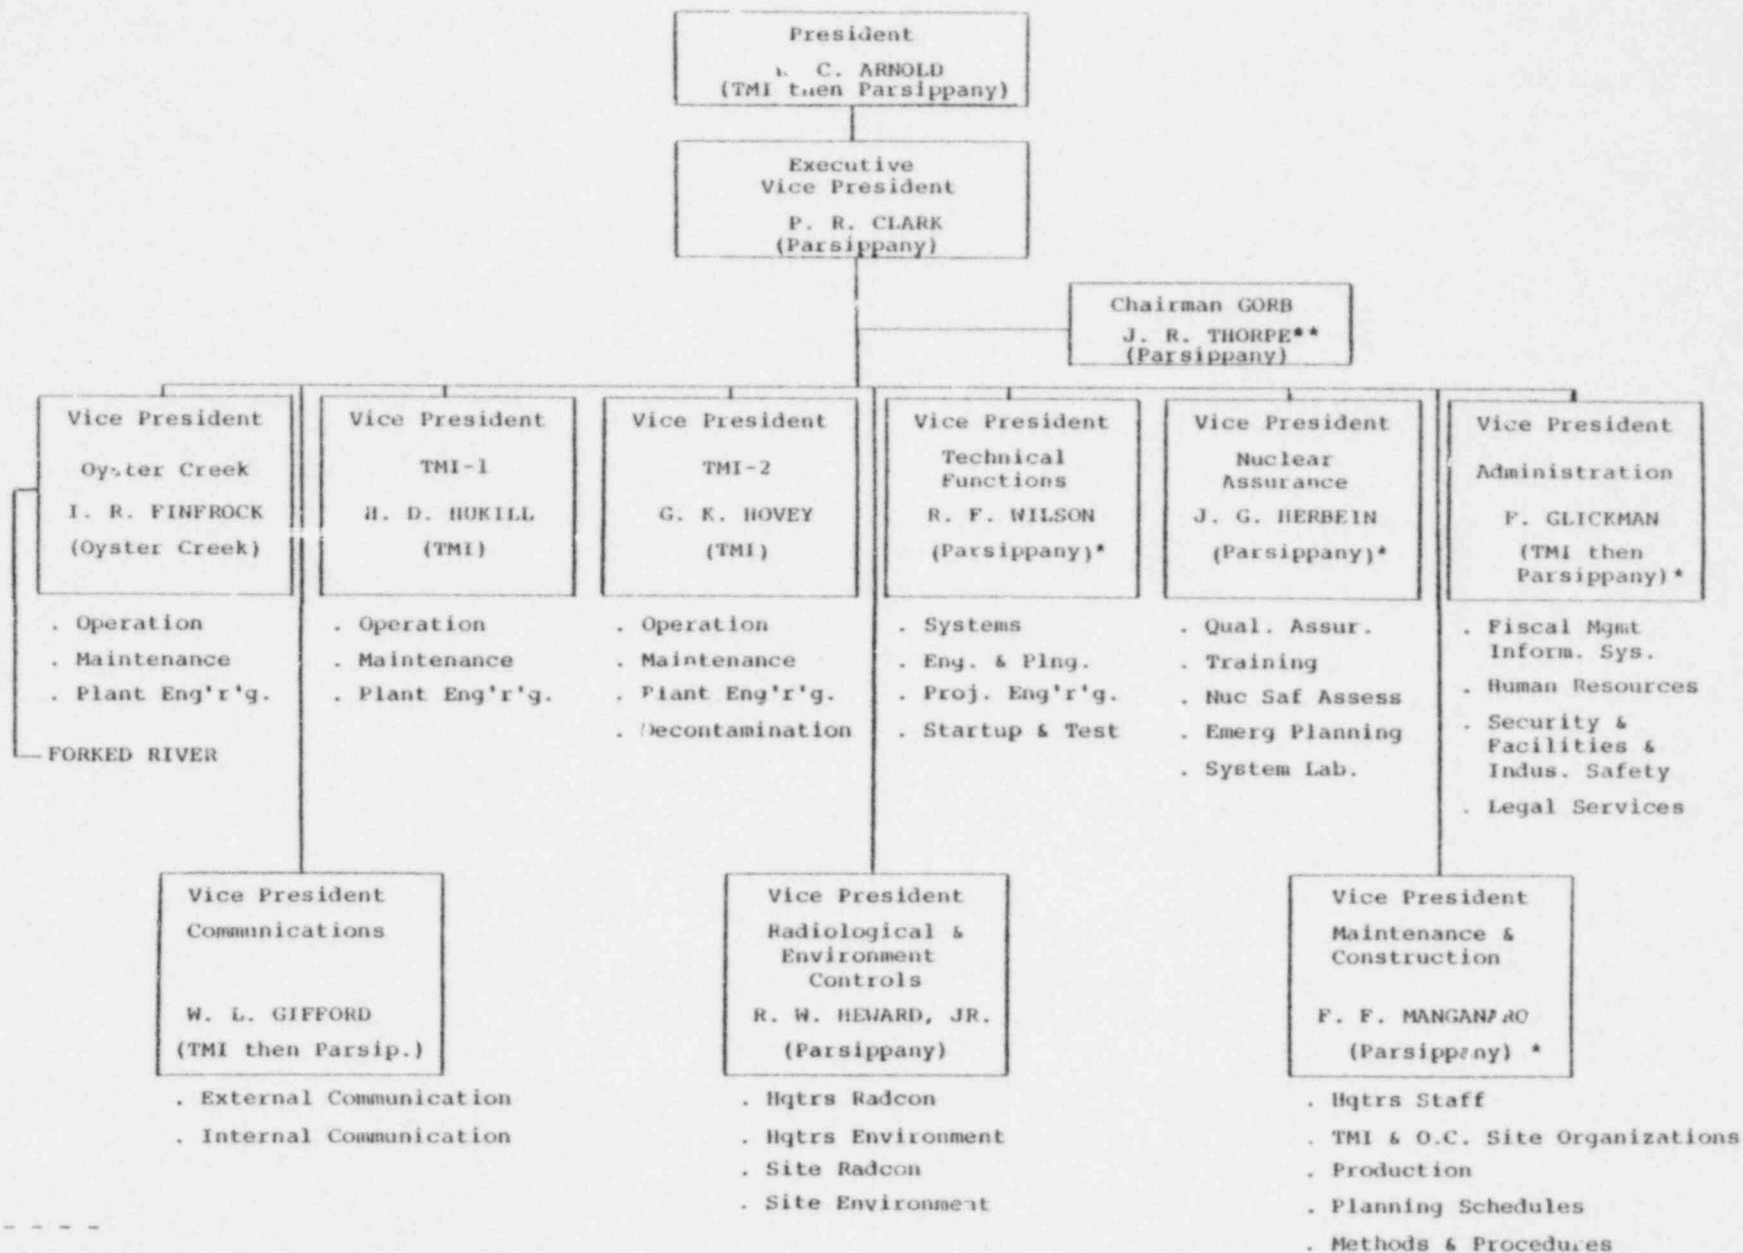 President
C. ARNOLD
(TMI then Parsippany)
Executive
Vice President
P. R. CLARK
(Parsippany)
Chairman GORB
J. R. THORPE**
(Parsippany)
Vice President
Oyster Creek
I. R. FINFROCK
(Oyster Creek)
Vice President
TMI-1
H. D. HUKILL
(TMI)
Vice President
TMI-2
G. K. HOVEY
(TMI)
Vice President
Technical
Functions
R. F. WILSON
(Parsippany)*
Vice President
Nuclear
Assurance
J. G. HERBEIN
(Parsippany)*
Vice President
Administration
F. GLICKMAN
(TMI then
Parsippany)*
. Operation
. Maintenance
. Plant Eng'r'g.
FORKED RIVER
. Operation
. Maintenance
. Plant Eng'r'g.
. Operation
. Maintenance
. Plant Eng'r'g.
. Decontamination
. Systems
. Eng. & Plng.
. Proj. Eng'r'g.
. Startup & Test
. Qual. Assur.
. Training
. Nuc Saf Assess
. Emerg Planning
. System Lab.
. Fiscal Mgmt
Inform. Sys.
. Human Resources
. Security &
Facilities &
Indus. Safety
. Legal Services
Vice President
Communications
W. L. GIFFORD
(TMI then Parsip.)
. External Communication
. Internal Communication
Vice President
Radiological &
Environment
Controls
R. W. HEWARD, JR.
(Parsippany)
. Hqtrs Radcon
. Hqtrs Environment
. Site Radcon
. Site Environment
Vice President
Maintenance &
Construction
F. F. MANGANARO
(Parsippany) *
. Hqtrs Staff
. TMI & O.C. Site Organizations
. Production
. Planning Schedules
. Methods & Procedures